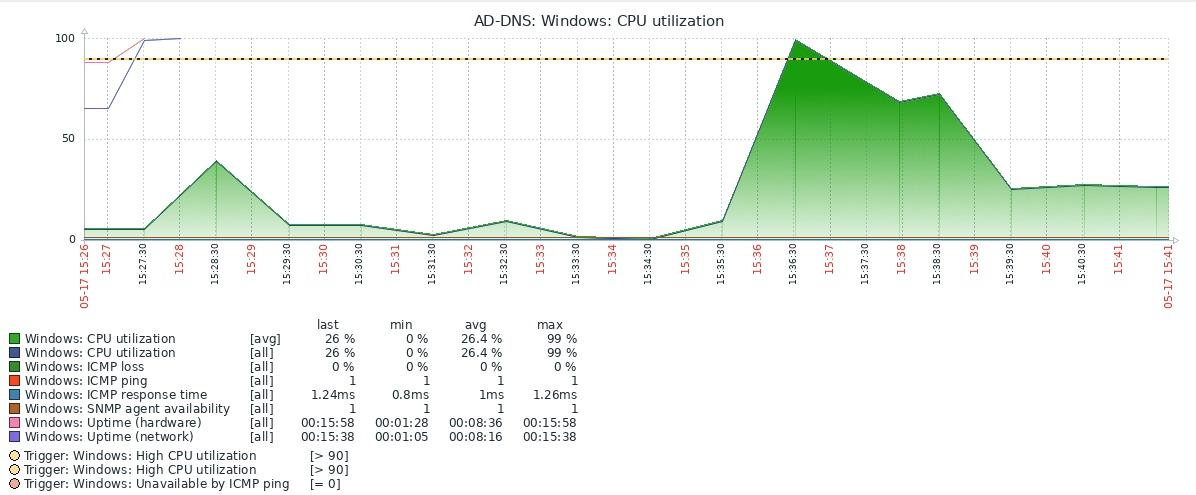 AD-DNS: Windows: CPU utilization
100
50
0
05-17 15:26
15:27
15:27:30
15:28
15:28:30
15:29
15:29:30
15:30
15:30:30
15:31
15:31:30
15:32
15:32:30
15:33
15:33:30
15:34
15:34:30
15:35
15:35:30
15:36
15:36:30
15:37
15:37:30
15:38
15:38:30
15:39
15:39:30
15:40
15:40:30
15:41
05-17 15:41
last min avg max
Windows: CPU utilization [avg] 26 % 0 % 26.4 % 99 %
Windows: CPU utilization [all] 26 % 0 % 26.4 % 99 %
Windows: ICMP loss [all] 0 % 0 % 0 % 0 %
Windows: ICMP ping [all] 1 1 1 1
Windows: ICMP response time [all] 1.24ms 0.8ms 1ms 1.26ms
Windows: SNMP agent availability [all] 1 1 1 1
Windows: Uptime (hardware) [all] 00:15:58 00:01:28 00:08:36 00:15:58
Windows: Uptime (network) [all] 00:15:38 00:01:05 00:08:16 00:15:38
Trigger: Windows: High CPU utilization [> 90]
Trigger: Windows: High CPU utilization [> 90]
Trigger: Windows: Unavailable by ICMP ping [= 0]